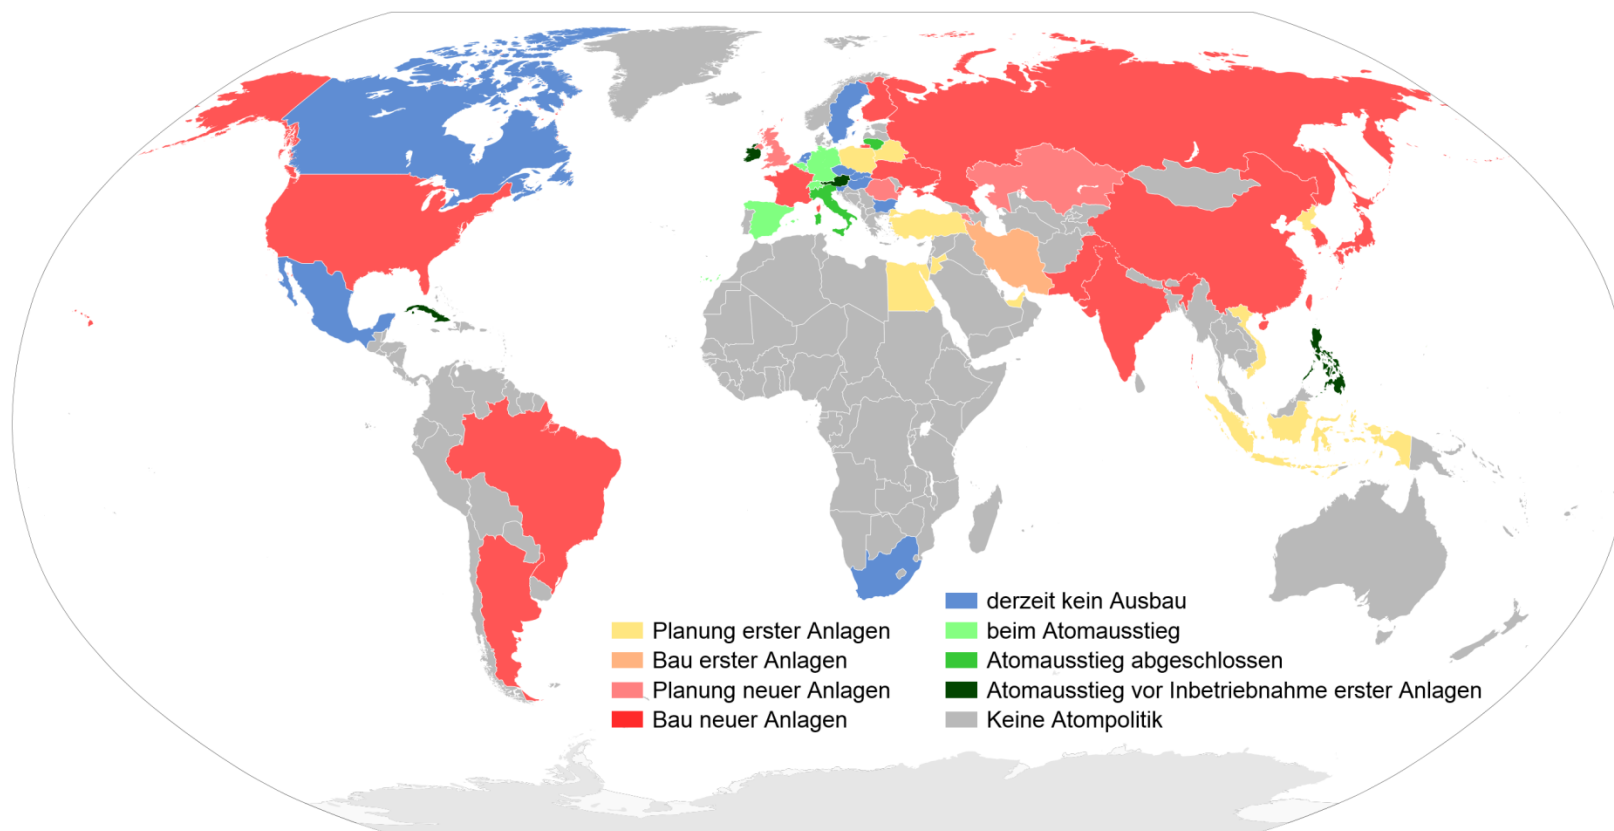 Planung erster Anlagen
Bau erster Anlagen
Planung neuer Anlagen
Bau neuer Anlagen
derzeit kein Ausbau
beim Atomausstieg
Atomausstieg abgeschlossen
Atomausstieg vor Inbetriebnahme erster Anlagen
Keine Atompolitik